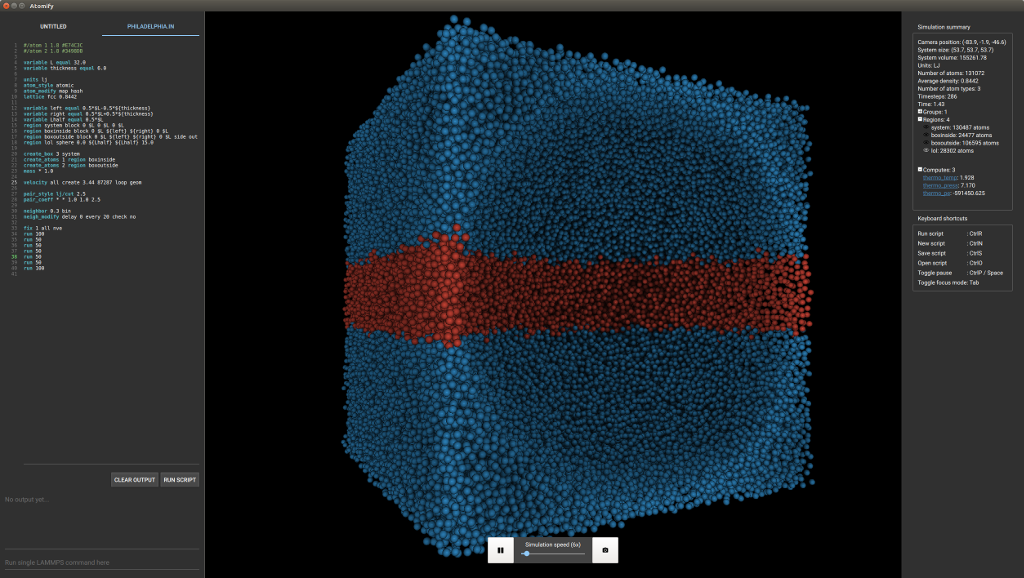 Atomify
UNTITLED
PHILADELPHIA.IN
1 #/atom 1 1.0 #E74C3C
2 #/atom 2 1.0 #3498DB
3
4 variable L equal 32.0
5 variable thickness equal 6.0
6
7 units lj
8 atom_style atomic
9 atom_modify map hash
10 lattice fcc 0.8442
11
12 variable left equal 0.5*$L-0.5*${thickness}
13 variable right equal 0.5*$L+0.5*${thickness}
14 variable Lhalf equal 0.5*$L
15 region system block 0 $L 0 $L 0 $L
16 region boxinside block 0 $L ${left} ${right} 0 $L
17 region boxoutside block 0 $L ${left} ${right} 0 $L side out
18 region lol sphere 0.0 ${Lhalf} ${Lhalf} 15.0
19
20 create_box 3 system
21 create_atoms 1 region boxinside
22 create_atoms 2 region boxoutside
23 mass * 1.0
24
25 velocity all create 3.44 87287 loop geom
26
27 pair_style lj/cut 2.5
28 pair_coeff * * 1.0 1.0 2.5
29
30 neighbor 0.3 bin
31 neigh_modify delay 0 every 20 check no
32
33 fix 1 all nve
34 run 100
35 run 50
36 run 50
37 run 50
38 run 50
39 run 50
40 run 100
41
CLEAR OUTPUT
RUN SCRIPT
No output yet...
Run single LAMMPS command here
Simulation speed (6x)
Simulation summary
Camera position: (-83.9, -1.9, -46.6)
System size: (53.7, 53.7, 53.7)
System volume: 155261.78
Units: LJ
Number of atoms: 131072
Average density: 0.8442
Number of atom types: 3
Timesteps: 286
Time: 1.43
Groups: 1
Regions: 4
system: 130487 atoms
boxinside: 24477 atoms
boxoutside: 106595 atoms
lol: 28302 atoms
Computes: 3
thermo_temp: 1.928
thermo_press: 7.170
thermo_pe: -591450.625
Keyboard shortcuts
Run script : CtrlR
New script : CtrlN
Save script : CtrlS
Open script : CtrlO
Toggle pause : CtrlP / Space
Toggle focus mode: Tab